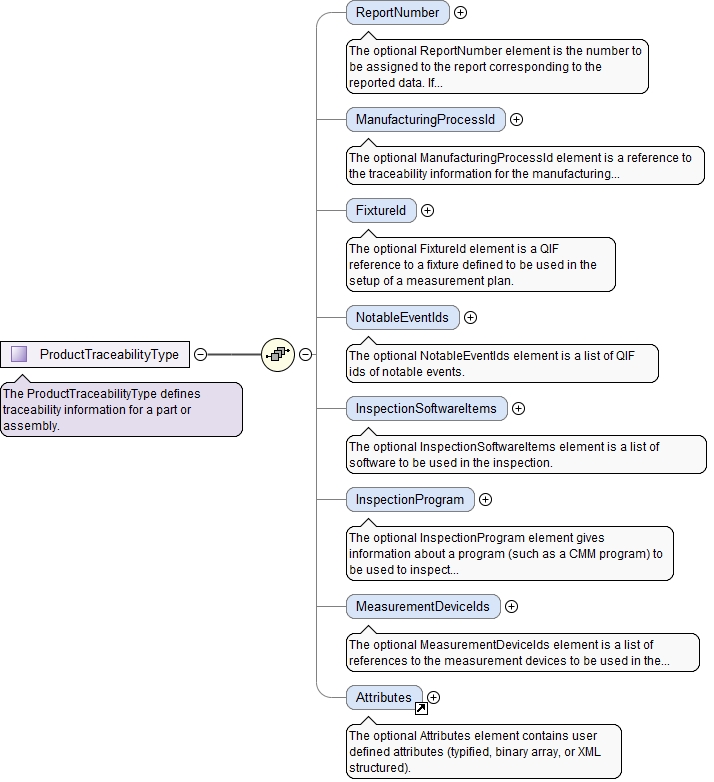 ReportNumber
The optional ReportNumber element is the number to
be assigned to the report corresponding to the
reported data. If...
ManufacturingProcessId
The optional ManufacturingProcessId element is a reference to
the traceability information for the manufacturing...
FixtureId
The optional FixtureId element is a QIF
reference to a fixture defined to be used in the
setup of a measurement plan.
NotableEventIds
The optional NotableEventIds element is a list of QIF
ids of notable events.
ProductTraceabilityType
The ProductTraceabilityType defines
traceability information for a part or
assembly.
InspectionSoftwareItems
The optional InspectionSoftwareItems element is a list of
software to be used in the inspection.
InspectionProgram
The optional InspectionProgram element gives
information about a program (such as a CMM program) to
be used to inspect...
MeasurementDeviceIds
The optional MeasurementDeviceIds element is a list of
references to the measurement devices to be used in the...
Attributes
The optional Attributes element contains user
defined attributes (typified, binary array, or XML
structured).